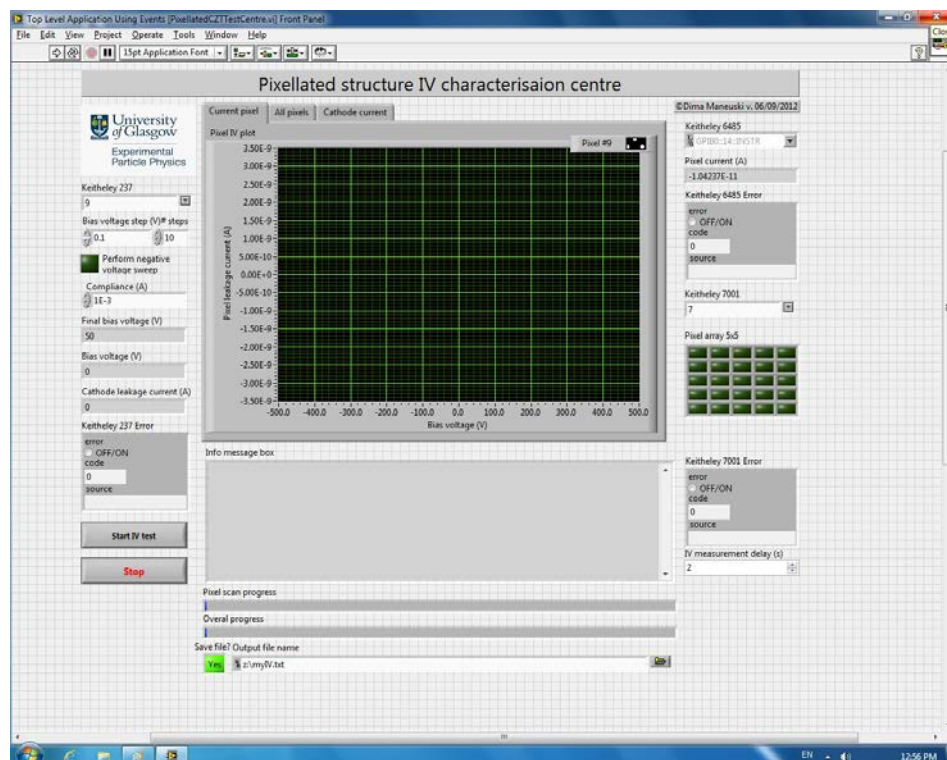 Top Level Application Using Events [PixellatedCZTTestCentre.vi] Front Panel
File Edit View Project Operate Tools Window Help
15pt Application Font
Pixellated structure IV characterisaion centre
©Dima Maneuski v. 06/09/2012
University
of Glasgow
Experimental
Particle Physics
Keitheley 237
9
Bias voltage step (V) # steps
0.1 10
Perform negative
voltage sweep
Compliance (A)
1E-3
Final bias voltage (V)
50
Bias voltage (V)
0
Cathode leakage current (A)
0
Keitheley 237 Error
error
OFF/ON
code
0
source
Start IV test
Stop
Current pixel All pixels Cathode current
Pixel IV plot
Pixel #9
Pixel leakage current (A)
3.50E-9
3.00E-9
2.50E-9
2.00E-9
1.50E-9
1.00E-9
5.00E-10
0.00E+0
-5.00E-10
-1.00E-9
-1.50E-9
-2.00E-9
-2.50E-9
-3.00E-9
-3.50E-9
-500.0 -400.0 -300.0 -200.0 -100.0 0.0 100.0 200.0 300.0 400.0 500.0
Bias voltage (V)
Info message box
Pixel scan progress
Overal progress
Save file? Output file name
Yes z:\myIV.txt
Keitheley 6485
GPIB0::14::INSTR
Pixel current (A)
-1.04237E-11
Keitheley 6485 Error
error
OFF/ON
code
0
source
Keitheley 7001
7
Pixel array 5x5
Keitheley 7001 Error
error
OFF/ON
code
0
source
IV measurement delay (s)
2
EN 12:56 PM